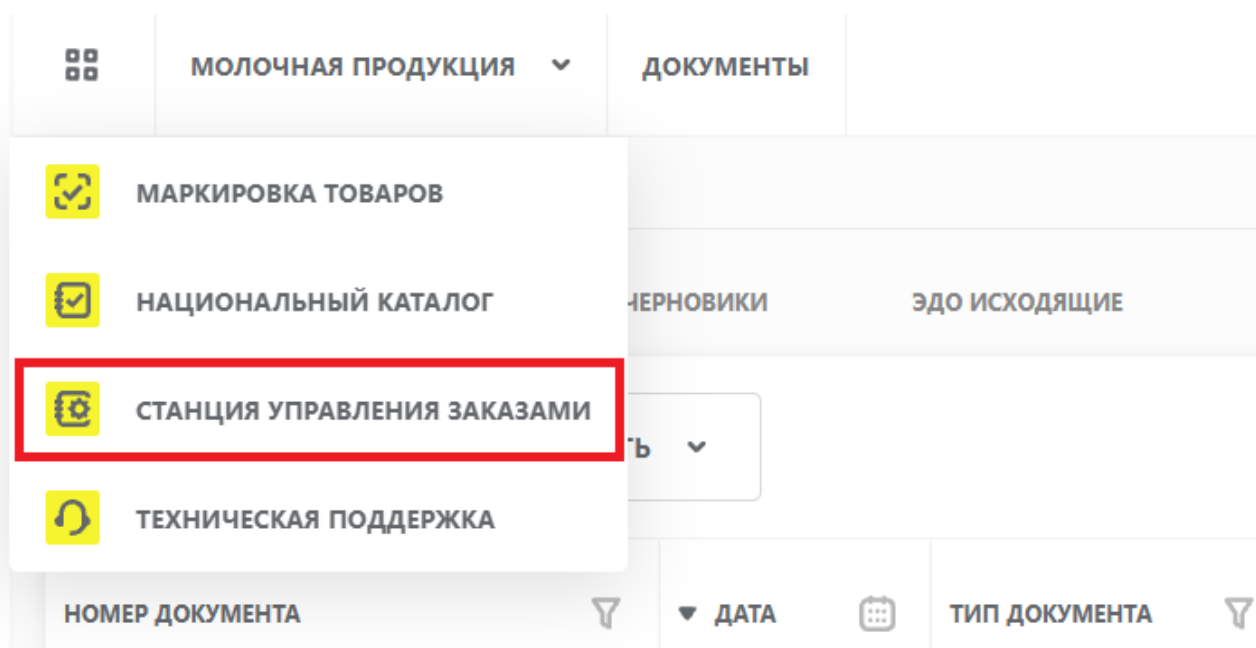 МОЛОЧНАЯ ПРОДУКЦИЯ ДОКУМЕНТЫ
МАРКИРОВКА ТОВАРОВ
НАЦИОНАЛЬНЫЙ КАТАЛОГ
ЧЕРНОВИКИ ЭДО ИСХОДЯЩИЕ
СТАНЦИЯ УПРАВЛЕНИЯ ЗАКАЗАМИ
ТЕХНИЧЕСКАЯ ПОДДЕРЖКА
НОМЕР ДОКУМЕНТА ДАТА ТИП ДОКУМЕНТА